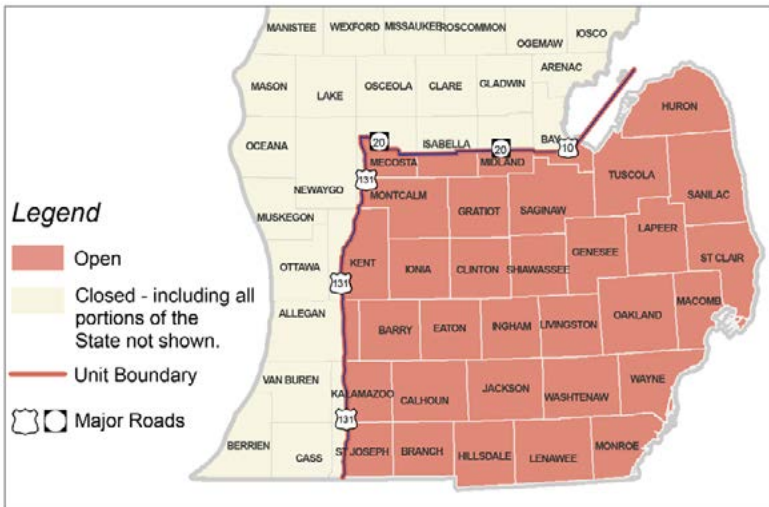 MANISTEE WEXFORD MISSAUKEE ROSCOMMON
OGEMAW IOSCO
ARENAC
MASON LAKE OSCEOLA CLARE GLADWIN
HURON
OCEANA 20 ISABELLA 20 BAY 10
MECOSTA MIDLAND
NEWAYGO 131 MONTCALM TUSCOLA SANILAC
MUSKEGON GRATIOT SAGINAW
LAPEER
OTTAWA KENT IONIA CLINTON SHIAWASSEE GENESEE ST CLAIR
131
ALLEGAN BARRY EATON INGHAM LIVINGSTON OAKLAND MACOMB
VAN BUREN KALAMAZOO CALHOUN JACKSON WASHTENAW WAYNE
131
BERRIEN CASS ST JOSEPH BRANCH HILLSDALE LENAWEE MONROE
Legend
Open
Closed - including all
portions of the
State not shown.
Unit Boundary
Major Roads